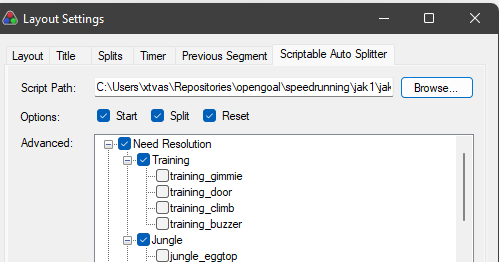 Layout Settings
Layout Title Splits Timer Previous Segment Scriptable Auto Splitter
Script Path: C:\Users\xtvas\Repositories\opengoal\speedrunning\jak1\jak Browse...
Options: Start Split Reset
Advanced: Need Resolution
Training
training_gimmie
training_door
training_climb
training_buzzer
Jungle
jungle_eggtop